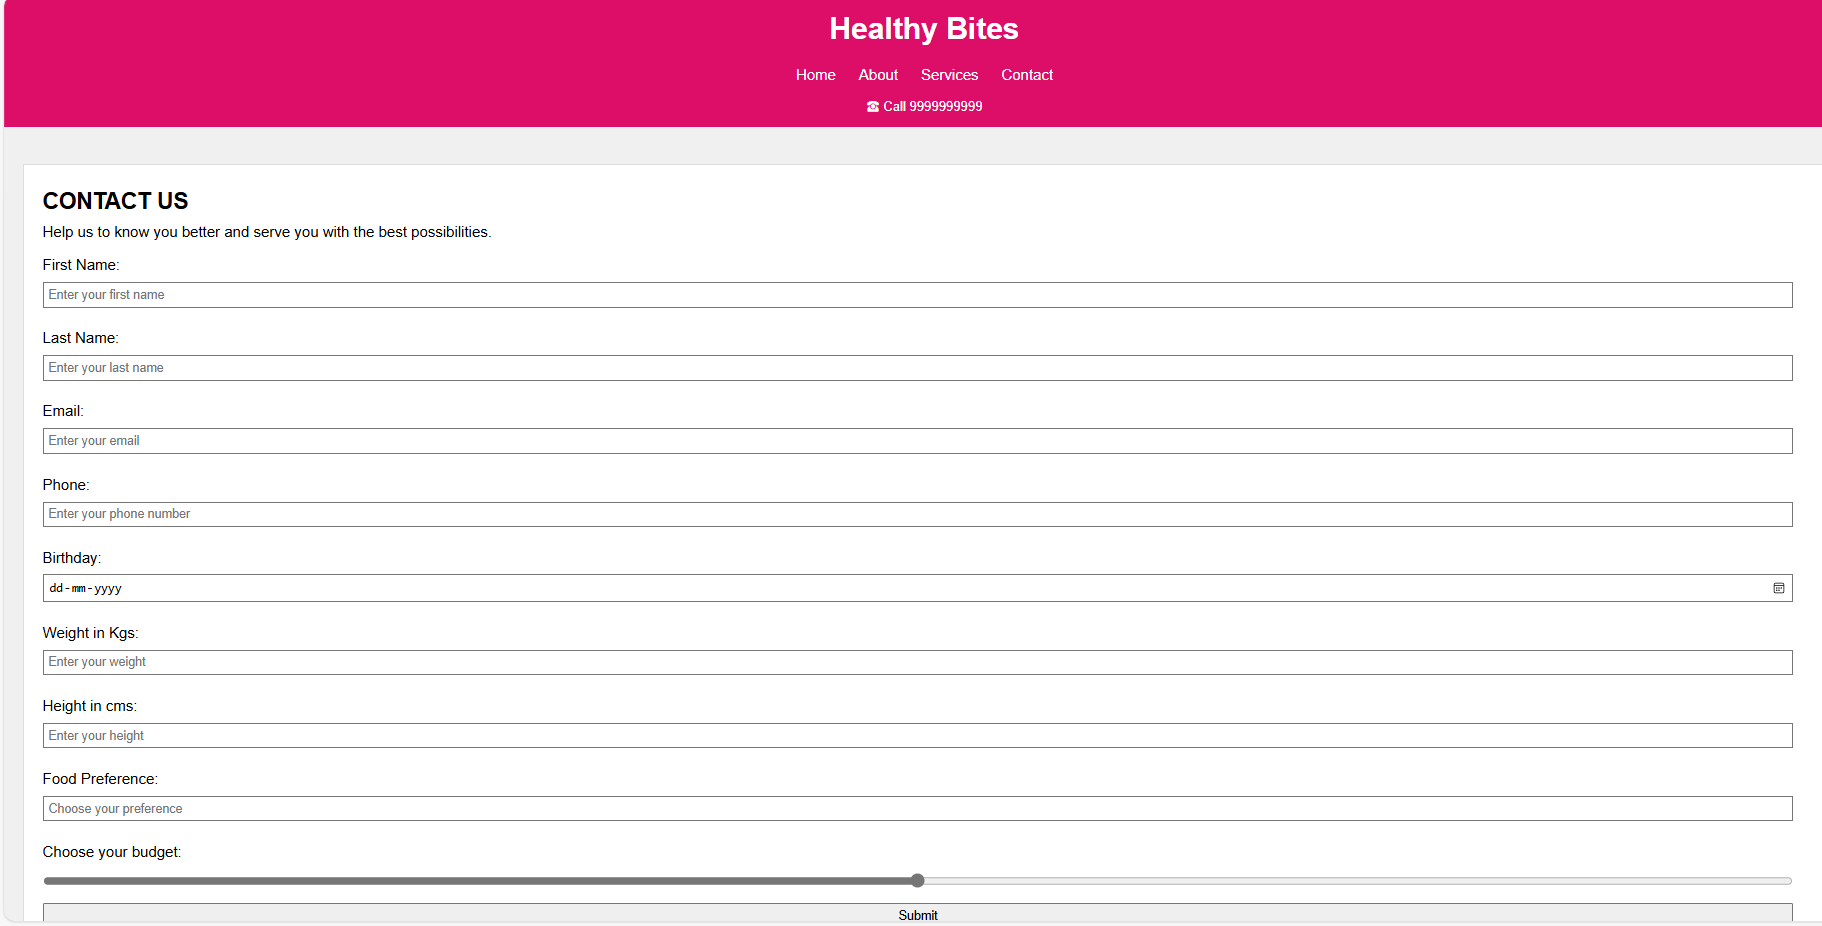 Healthy Bites
Home About Services Contact
☎ Call 9999999999
CONTACT US
Help us to know you better and serve you with the best possibilities.
First Name:
Enter your first name
Last Name:
Enter your last name
Email:
Enter your email
Phone:
Enter your phone number
Birthday:
dd-mm-yyyy
Weight in Kgs:
Enter your weight
Height in cms:
Enter your height
Food Preference:
Choose your preference
Choose your budget:
Submit